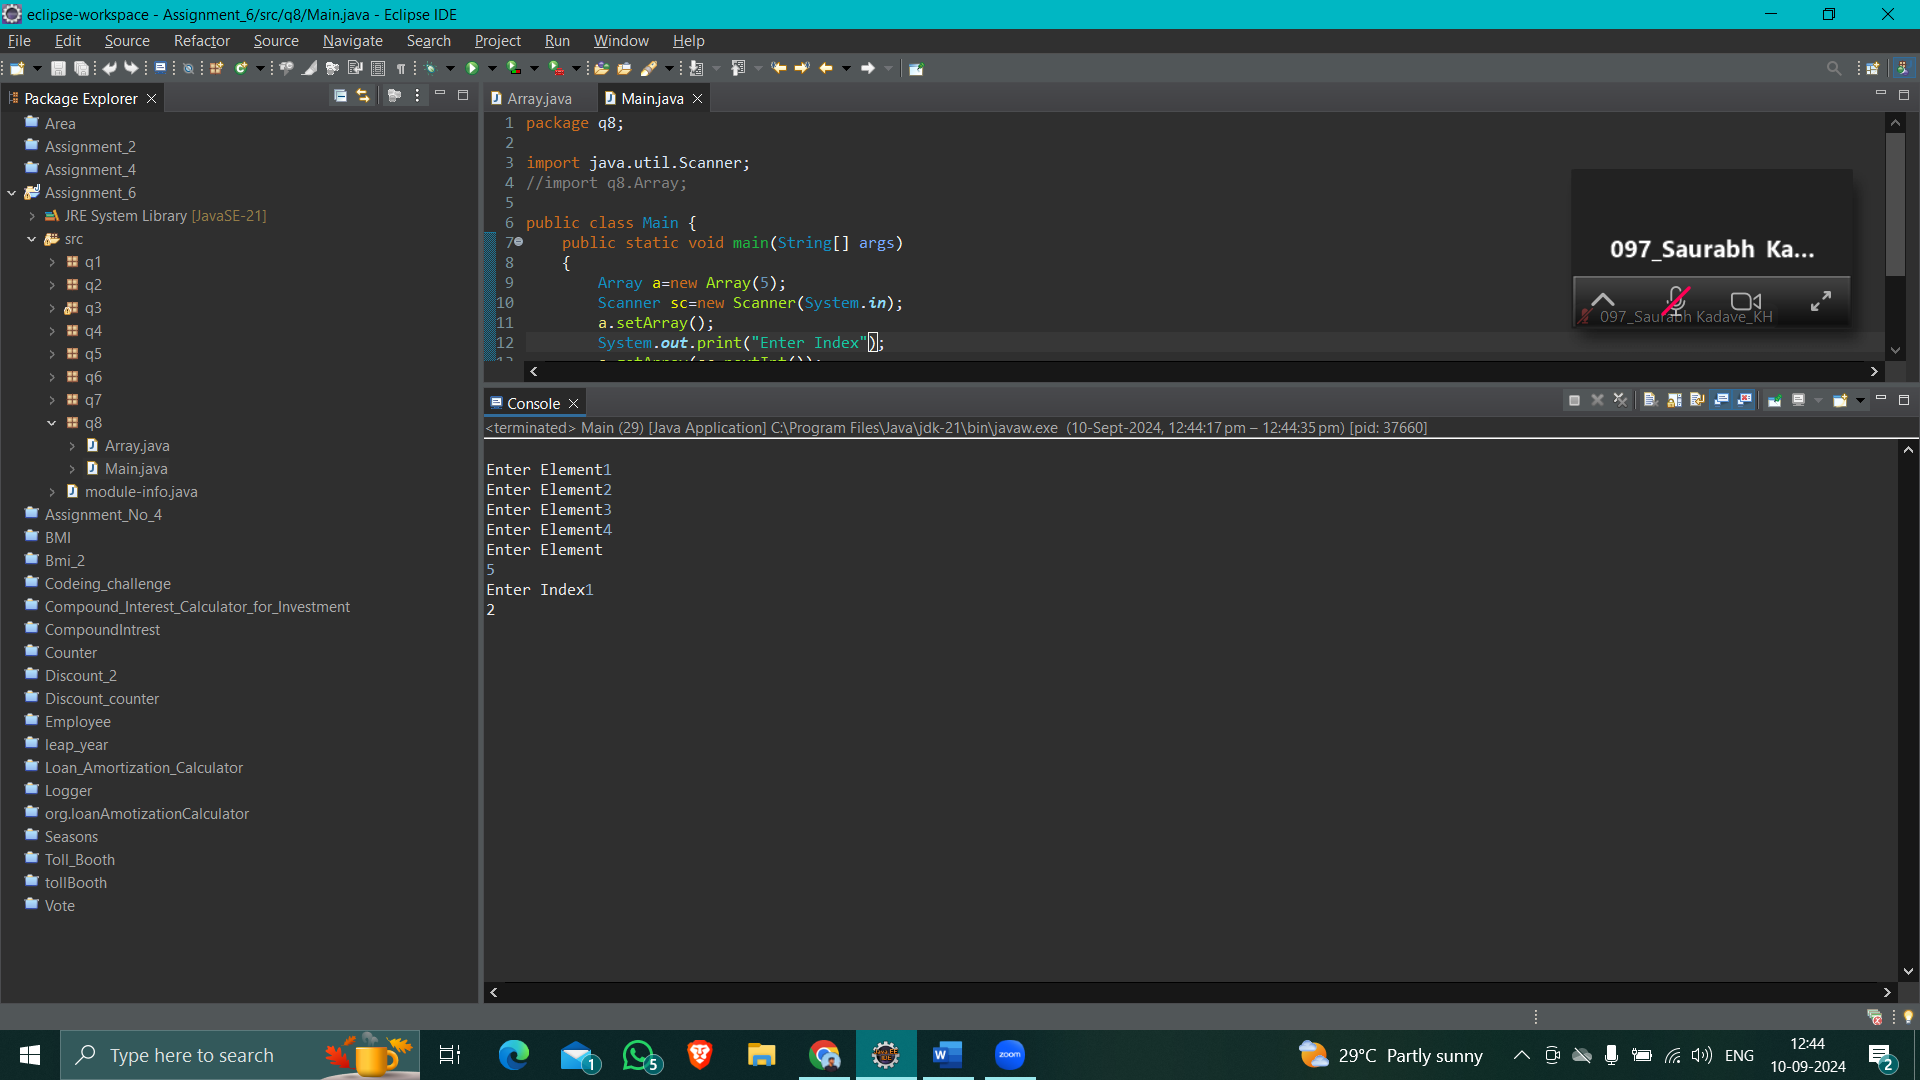 eclipse-workspace - Assignment_6/src/q8/Main.java - Eclipse IDE
File Edit Source Refactor Source Navigate Search Project Run Window Help
Package Explorer
Area
Assignment_2
Assignment_4
Assignment_6
JRE System Library [JavaSE-21]
src
q1
q2
q3
q4
q5
q6
q7
q8
Array.java
Main.java
module-info.java
Assignment_No_4
BMI
Bmi_2
Codeing_challenge
Compound_Interest_Calculator_for_Investment
CompoundIntrest
Counter
Discount_2
Discount_counter
Employee
leap_year
Loan_Amortization_Calculator
Logger
org.loanAmotizationCalculator
Seasons
Toll_Booth
tollBooth
Vote
Array.java Main.java
1 package q8;
2
3 import java.util.Scanner;
4 //import q8.Array;
5
6 public class Main {
7 public static void main(String[] args)
8 {
9 Array a=new Array(5);
10 Scanner sc=new Scanner(System.in);
11 a.setArray();
12 System.out.print("Enter Index");
097_Saurabh Ka...
097_Saurabh Kadave_KH
Console
<terminated> Main (29) [Java Application] C:\Program Files\Java\jdk-21\bin\javaw.exe (10-Sept-2024, 12:44:17 pm – 12:44:35 pm) [pid: 37660]
Enter Element1
Enter Element2
Enter Element3
Enter Element4
Enter Element
5
Enter Index1
2
Type here to search
1
5
zoom
29°C Partly sunny
ENG
12:44
10-09-2024
2